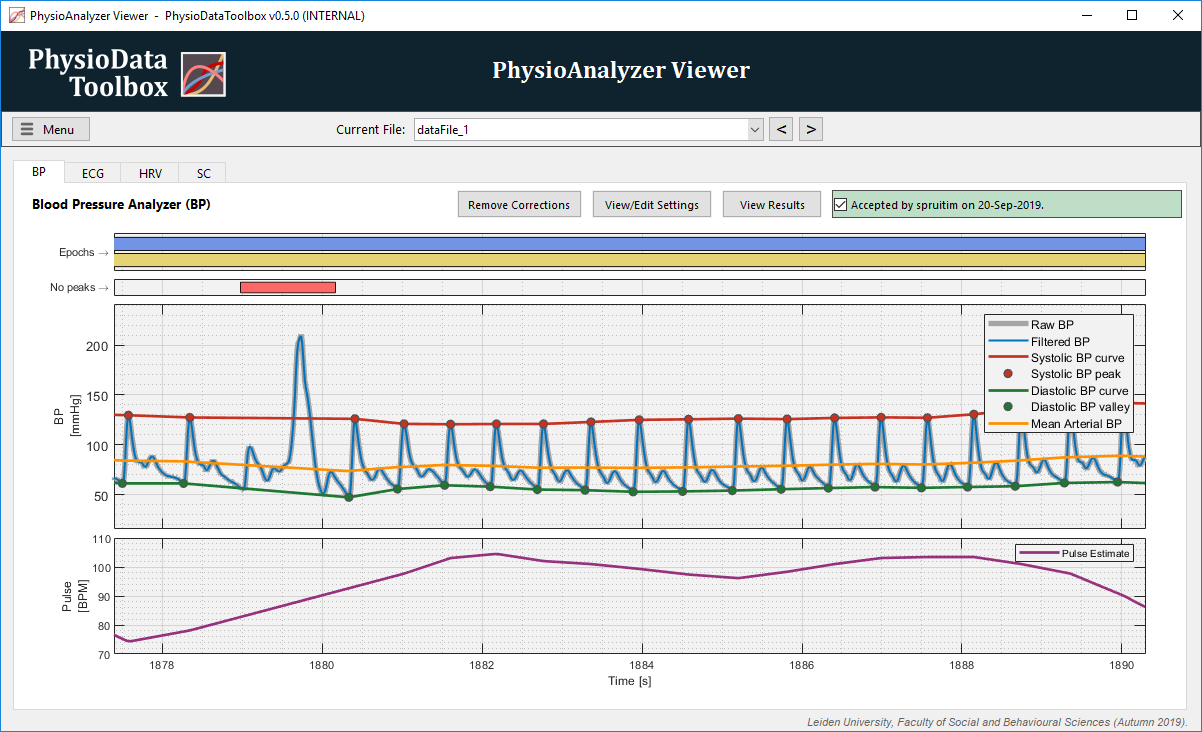 PhysioAnalyzer Viewer - PhysioDataToolbox v0.5.0 (INTERNAL)
PhysioData
Toolbox
PhysioAnalyzer Viewer
Menu
Current File:
dataFile_1
<
>
BP
ECG
HRV
SC
Blood Pressure Analyzer (BP)
Remove Corrections
View/Edit Settings
View Results
Accepted by spruitim on 20-Sep-2019.
Epochs →
No peaks →
Raw BP
Filtered BP
Systolic BP curve
Systolic BP peak
Diastolic BP curve
Diastolic BP valley
Mean Arterial BP
200
150
100
50
BP
[mmHg]
Pulse Estimate
110
100
90
80
70
Pulse
[BPM]
1878
1880
1882
1884
1886
1888
1890
Time [s]
Leiden University, Faculty of Social and Behavioural Sciences (Autumn 2019).